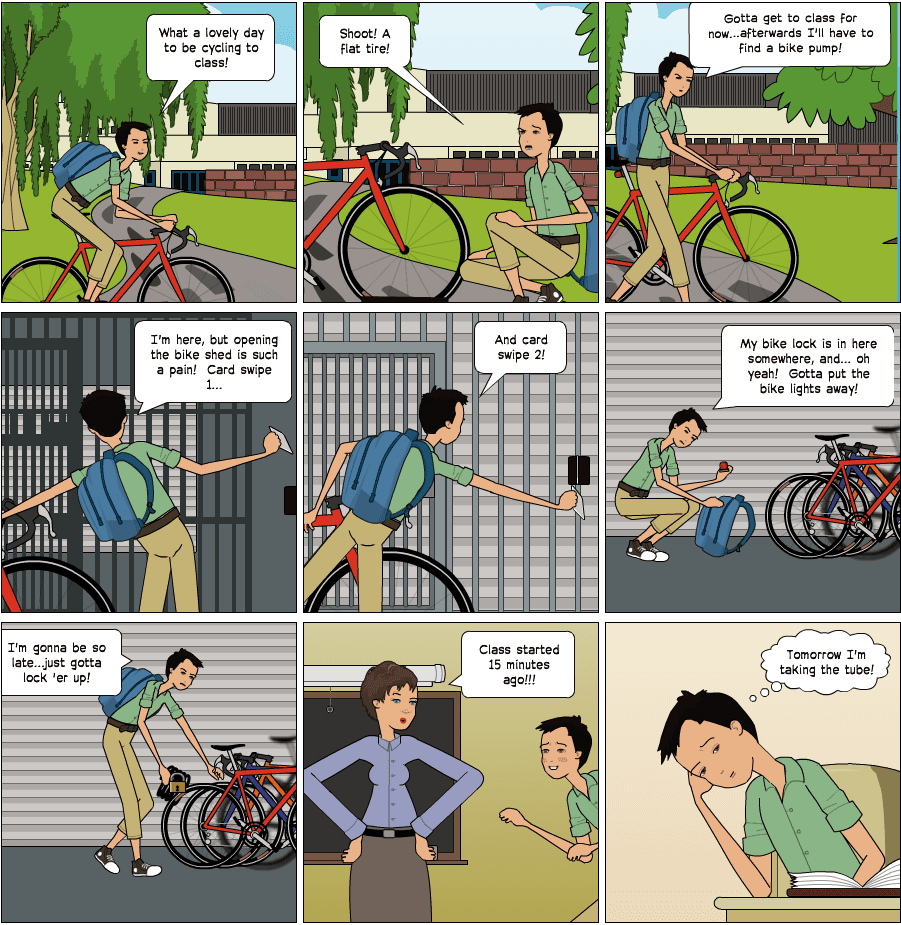 What a lovely day
to be cycling to
class!
Shoot! A
flat tire!
Gotta get to class for
now...afterwards I'll have to
find a bike pump!
I'm here, but opening
the bike shed is such
a pain! Card swipe
1...
And card
swipe 2!
My bike lock is in here
somewhere, and... oh
yeah! Gotta put the
bike lights away!
I'm gonna be so
late...just gotta
lock 'er up!
Class started
15 minutes
ago!!!
Tomorrow I'm
taking the tube!